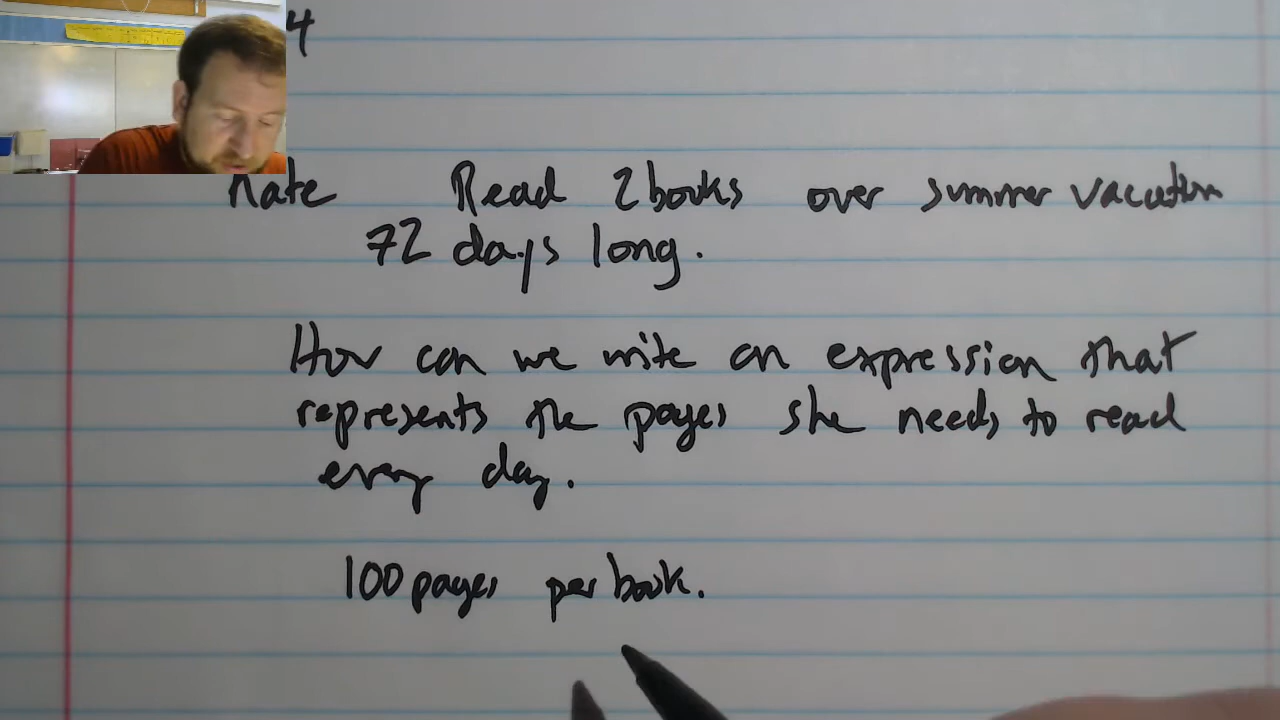 4
Kate Read 2 books over summer vacation
72 days long.
How can we write an expression that
represents the pages she needs to read
every day.
100 pages per book.